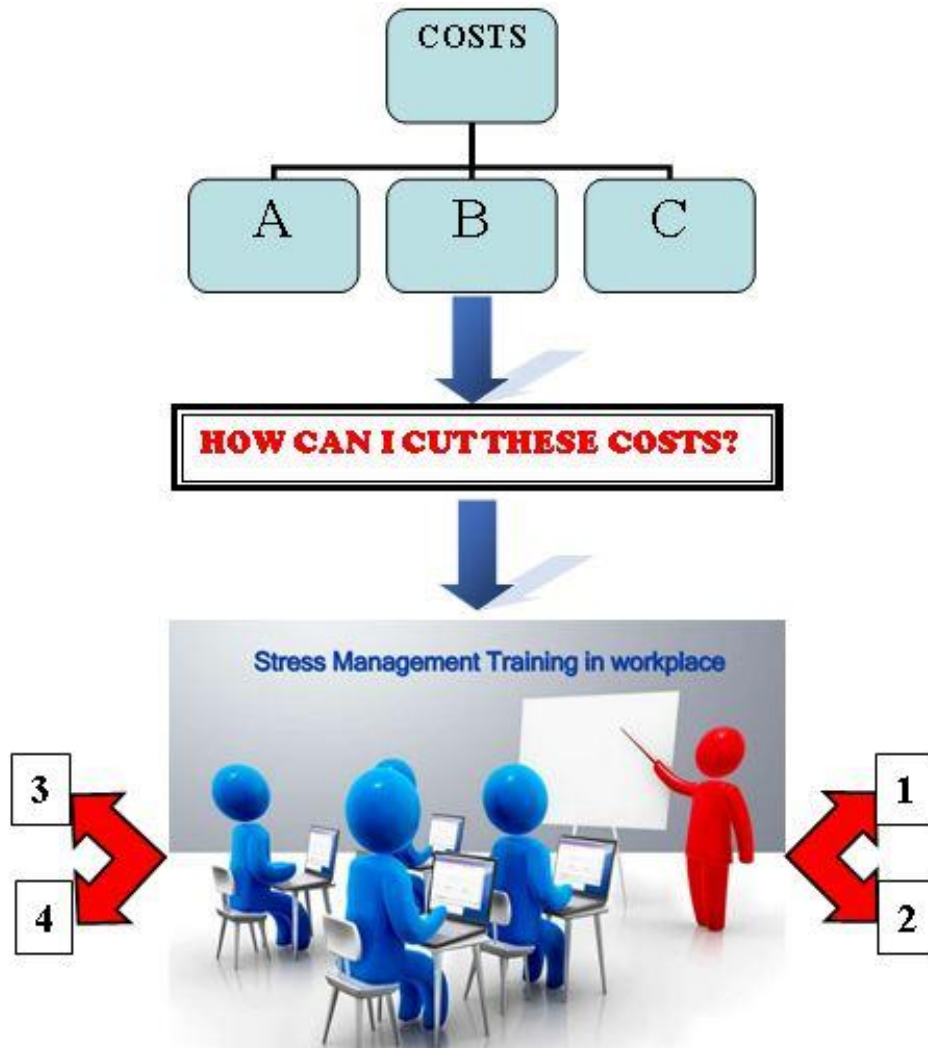 COSTS
A B C
HOW CAN I CUT THESE COSTS?
Stress Management Training in workplace
3 1
4 2